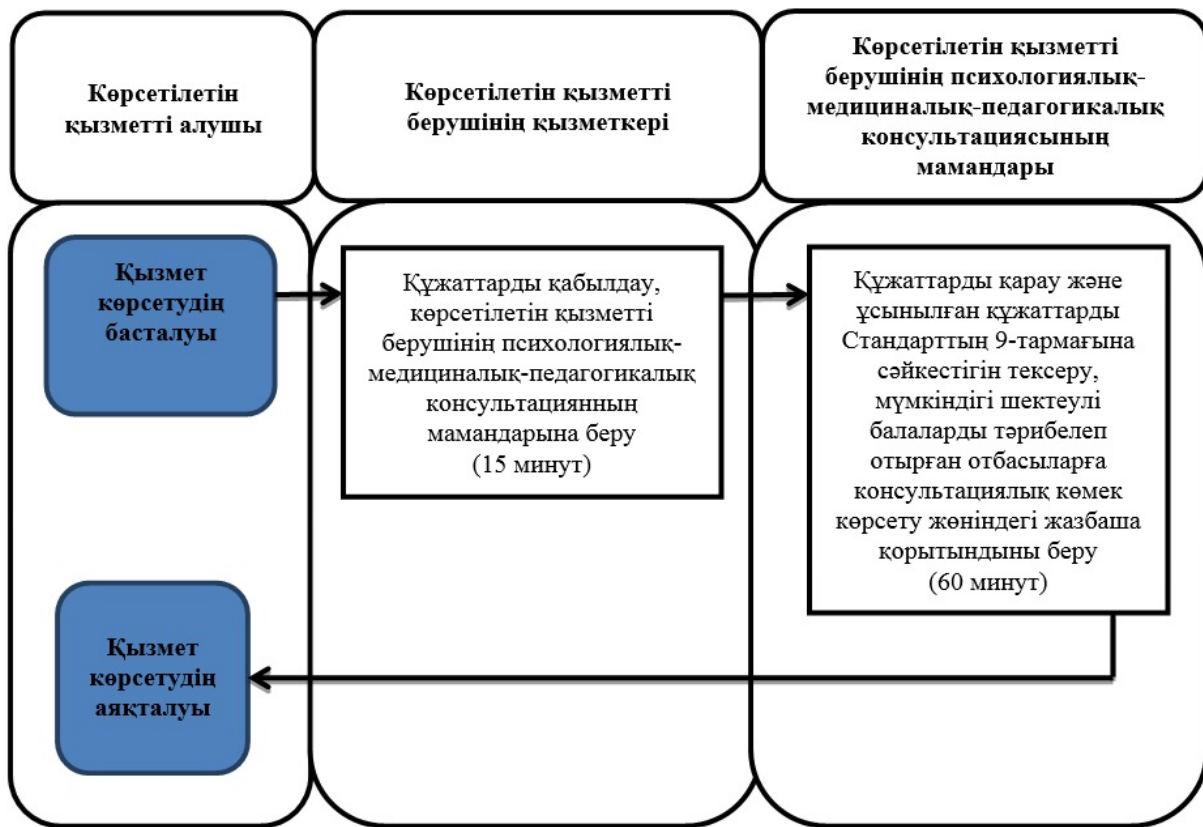 Көрсетілетін
қызметті алушы
Көрсетілетін қызметті
берушінің қызметкері
Көрсетілетін қызметті
берушінің психологиялық-
медициналық-педагогикалық
консультациясының
мамандары
Қызмет
көрсетудің
басталуы
Құжаттарды қабылдау,
көрсетілетін қызметті
берушінің психологиялық-
медициналық-педагогикалық
консультациянның
мамандарына беру
(15 минут)
Құжаттарды қарау және
ұсынылған құжаттарды
Стандарттың 9-тармағына
сәйкестігін тексеру,
мүмкіндігі шектеулі
балаларды тәрибелеп
отырған отбасыларға
консультациялық көмек
көрсету жөніндегі жазбаша
қорытындыны беру
(60 минут)
Қызмет
көрсетудің
аяқталуы